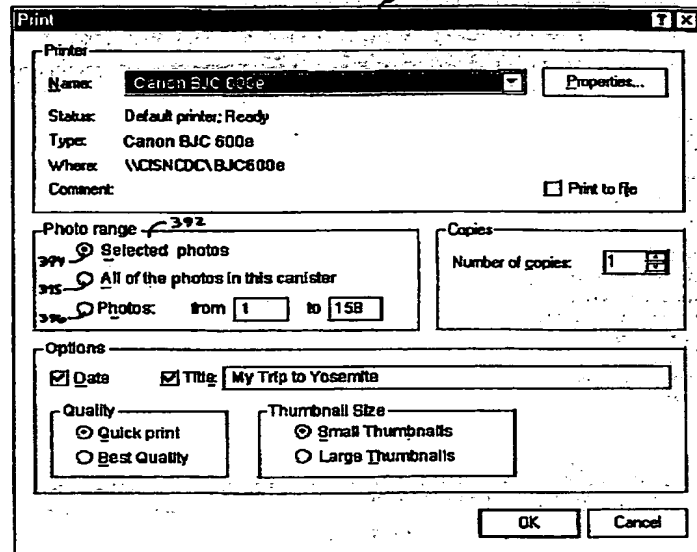 Print
Printer
Name: Canon BJC 600e Properties...
Status: Default printer; Ready
Type: Canon BJC 600e
Where: \\CISNCDC\BJC600e
Comment: Print to file
Photo range 392
394 Selected photos
395 All of the photos in this canister
396 Photos: from 1 to 158
Copies
Number of copies: 1
Options
Date Title: My Trip to Yosemite
Quality
Quick print
Best Quality
Thumbnail Size
Small Thumbnails
Large Thumbnails
OK Cancel